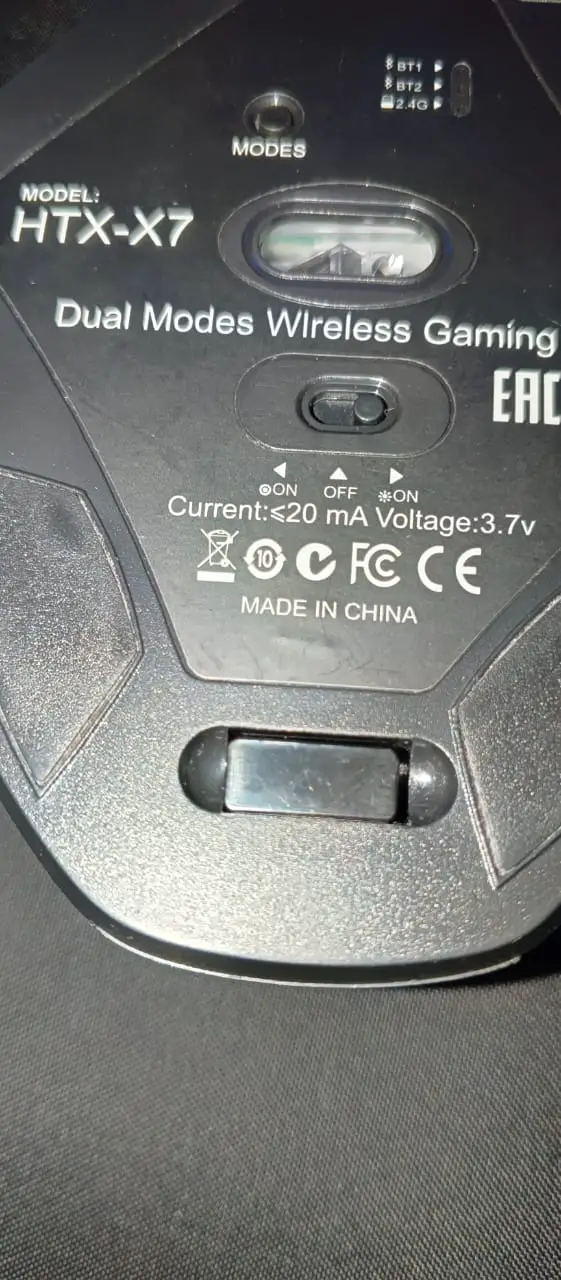 BT1
BT2
2.4G
MODES
MODEL:
HTX-X7
Dual Modes WIreless Gaming
EAC
ON OFF ON
Current:≤20 mA Voltage:3.7v
10 FC CE
MADE IN CHINA